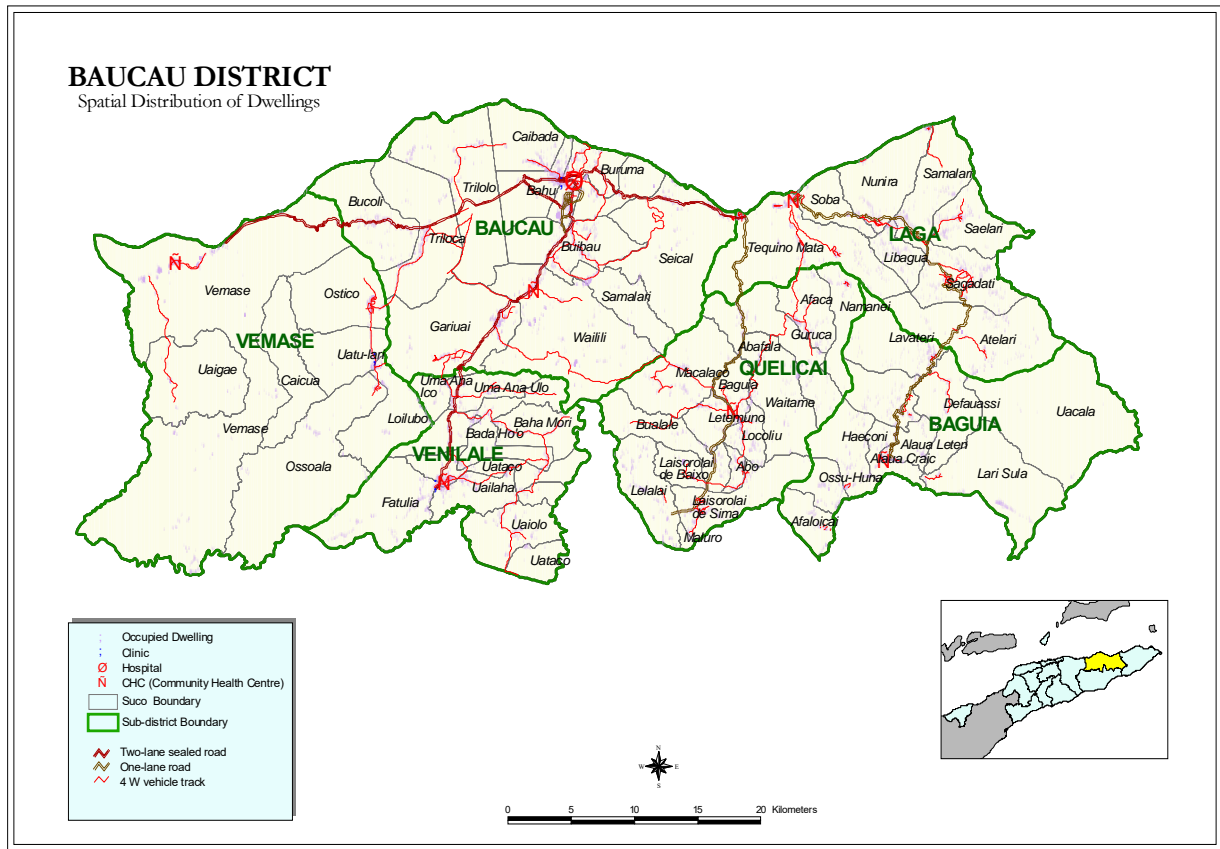 BAUCAU DISTRICT
Spatial Distribution of Dwellings
Caibada
Buruma
Bahu
Trilolo
Bucoli
BAUCAU
Triloca
Buibau
Seical
Samalari
Gariuai
Wailili
Nunira
Samalari
Soba
LAGA
Saelari
Tequino Mata
Libagua
Sagadati
Atelari
Lavateri
Namanei
Afaca
Guruca
Abafala
QUELICAI
Macalaco
Baguia
Waitame
Letemuno
Locoliu
Bualale
Laisorolai
de Baixo
Abo
Lelalai
Laisorolai
de Sima
Maluro
Vemase
Ostico
VEMASE
Uatu-lari
Uaigae
Caicua
Vemase
Loilubo
Ossoala
Uma Ana
Ico
Uma Ana-Ulo
Baha Mori
Bada Ho'o
VENILALE
Uataco
Uailaha
Fatulia
Uaiolo
Uataco
Defauassi
Uacala
BAGUIA
Haeconi
Alaua Leten
Alaua Craic
Ossu-Huna
Lari Sula
Afaloicai
Ñ
Ñ
Ñ
Ñ
Ñ
Ñ
Occupied Dwelling
Clinic
Ø Hospital
Ñ CHC (Community Health Centre)
Suco Boundary
Sub-district Boundary
Two-lane sealed road
One-lane road
4 W vehicle track
N
W E
S
0 5 10 15 20 Kilometers